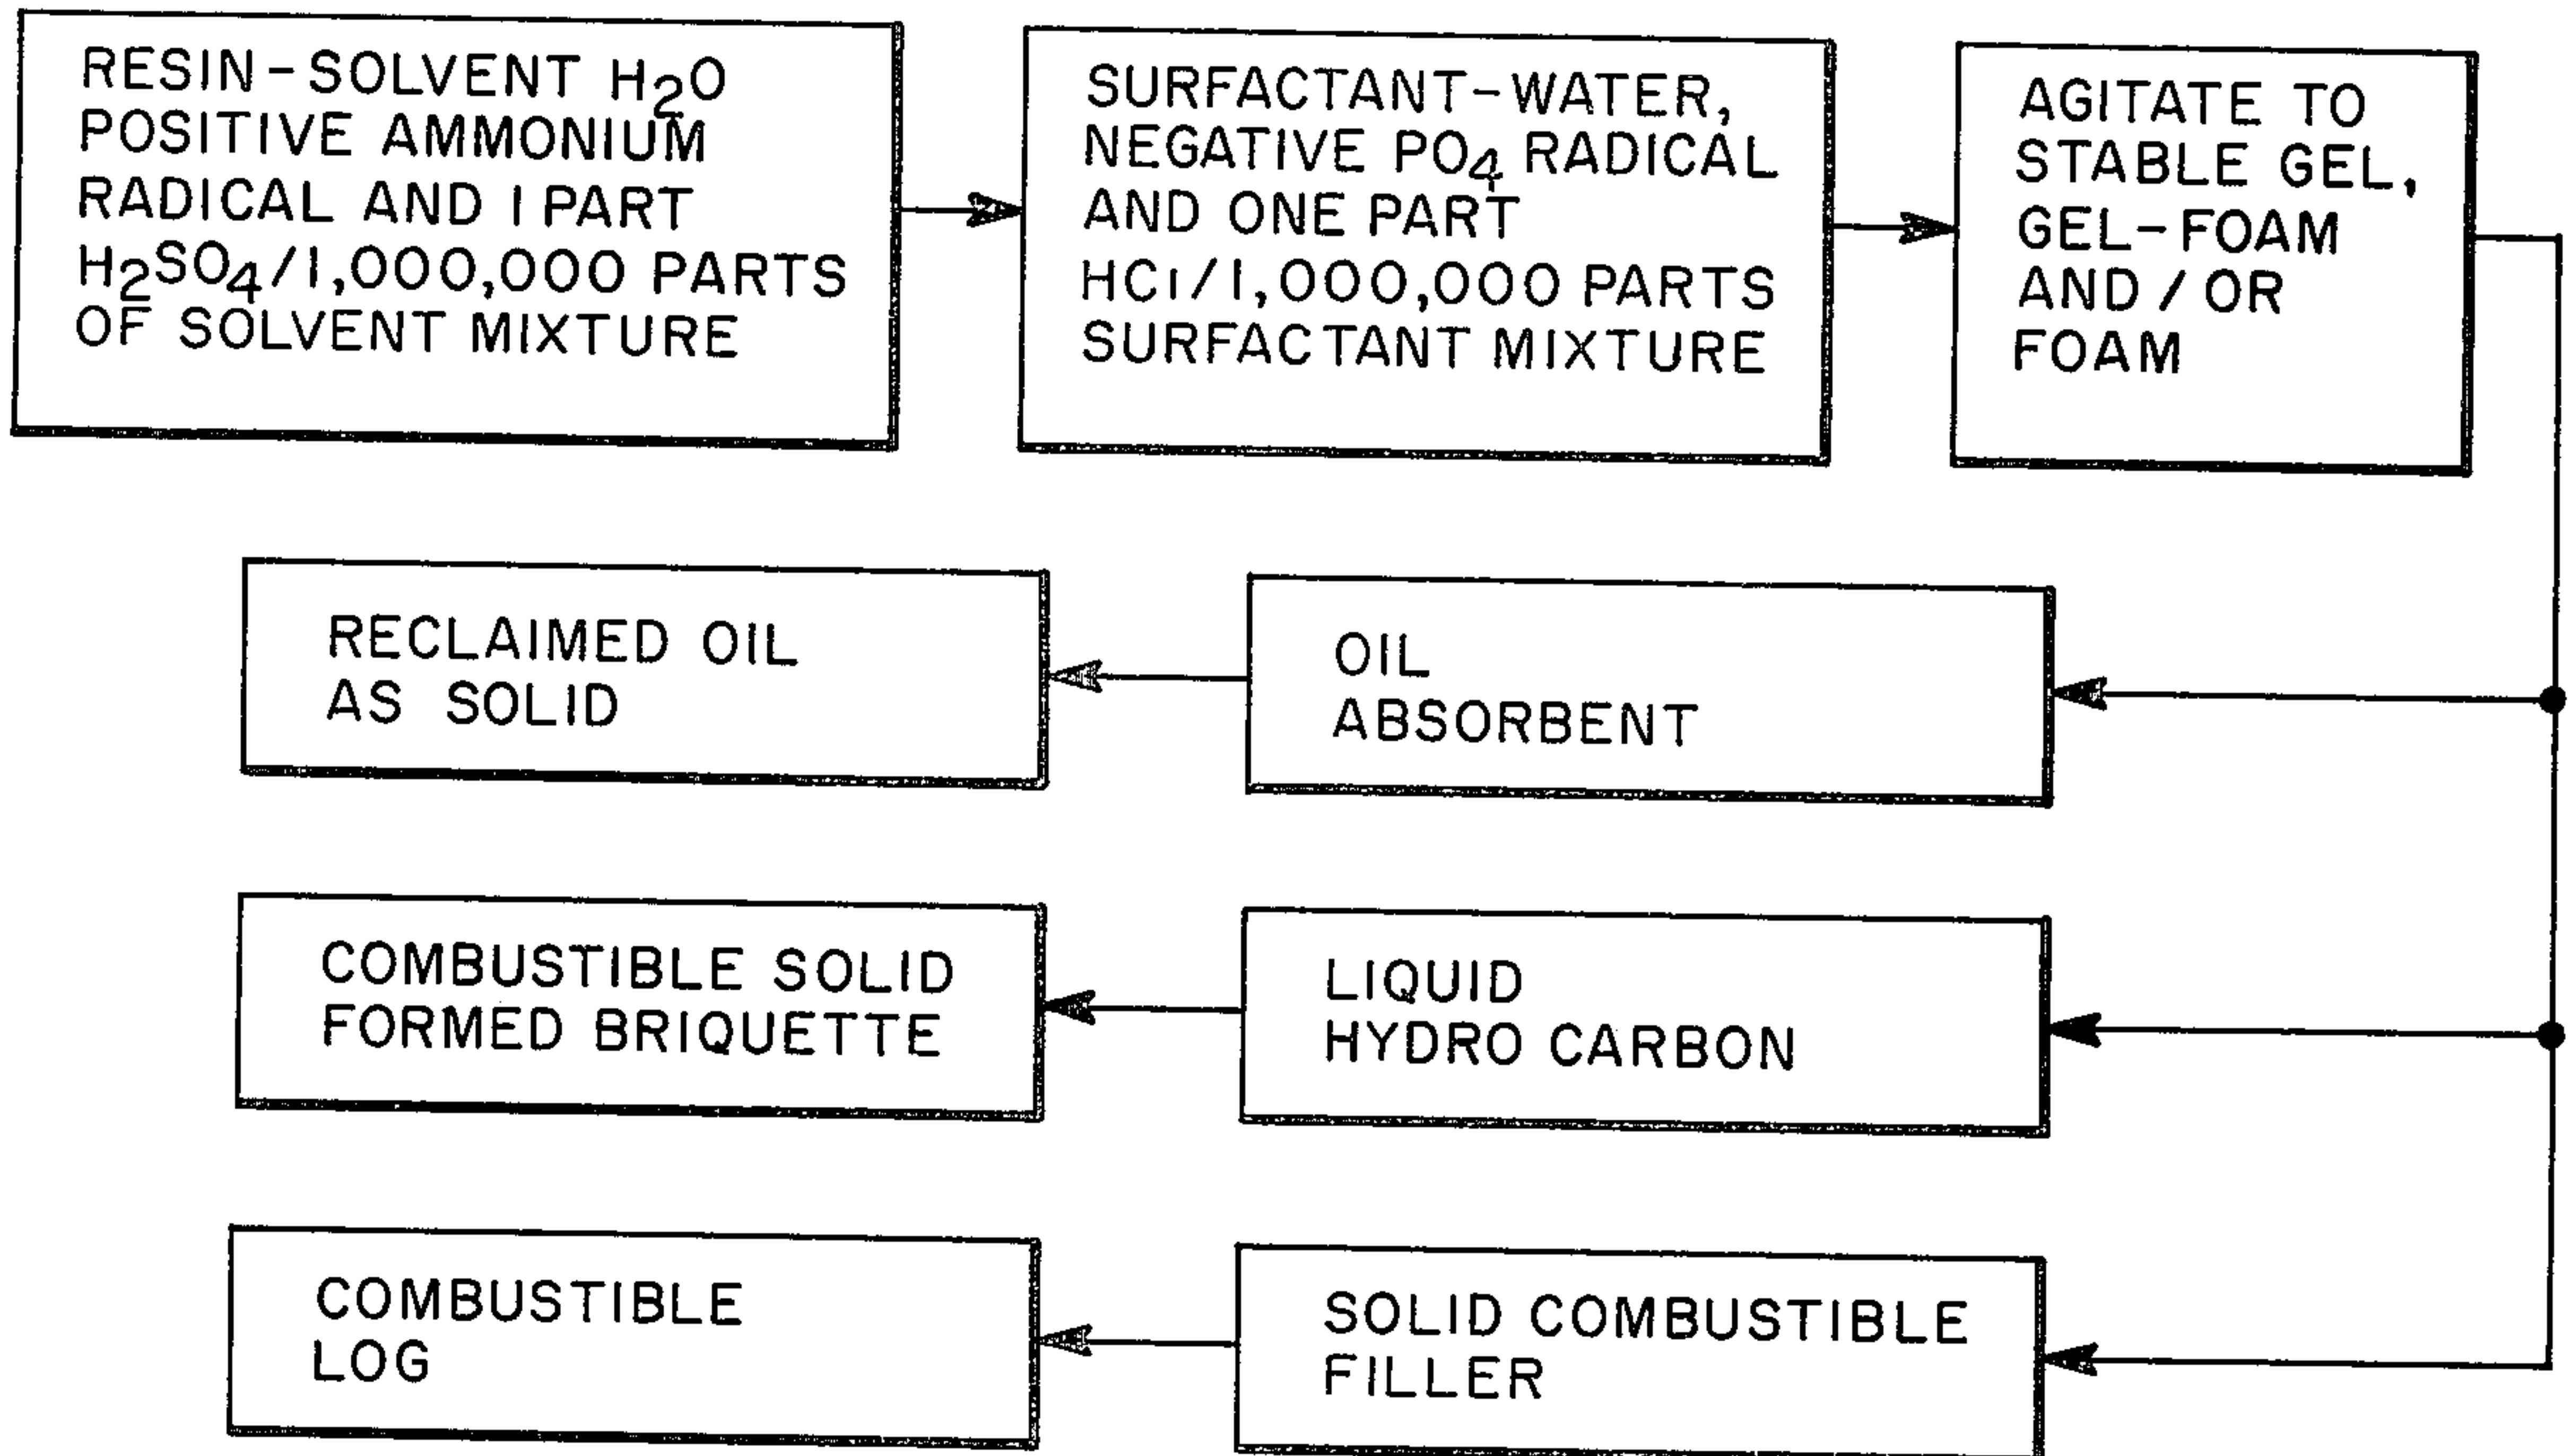 RESIN-SOLVENT H₂O
POSITIVE AMMONIUM
RADICAL AND 1 PART
H₂SO₄/1,000,000 PARTS
OF SOLVENT MIXTURE
SURFACTANT-WATER,
NEGATIVE PO₄ RADICAL
AND ONE PART
HCl/1,000,000 PARTS
SURFACTANT MIXTURE
AGITATE TO
STABLE GEL,
GEL-FOAM
AND/OR
FOAM
RECLAIMED OIL
AS SOLID
OIL
ABSORBENT
COMBUSTIBLE SOLID
FORMED BRIQUETTE
LIQUID
HYDRO CARBON
COMBUSTIBLE
LOG
SOLID COMBUSTIBLE
FILLER